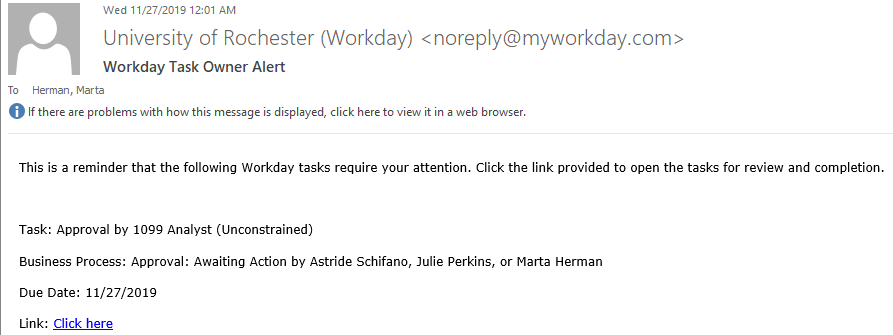 Wed 11/27/2019 12:01 AM
University of Rochester (Workday) <noreply@myworkday.com>
Workday Task Owner Alert
To Herman, Marta
If there are problems with how this message is displayed, click here to view it in a web browser.
This is a reminder that the following Workday tasks require your attention. Click the link provided to open the tasks for review and completion.
Task: Approval by 1099 Analyst (Unconstrained)
Business Process: Approval: Awaiting Action by Astride Schifano, Julie Perkins, or Marta Herman
Due Date: 11/27/2019
Link: Click here